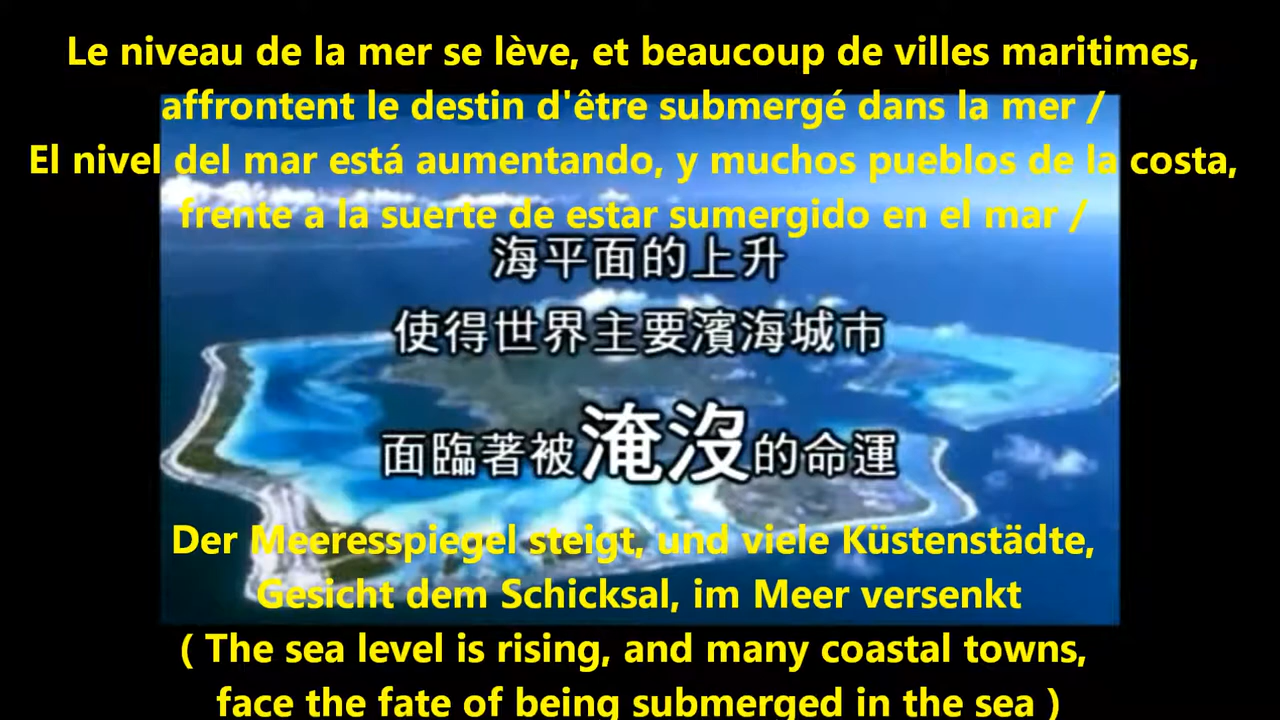 Le niveau de la mer se lève, et beaucoup de villes maritimes,
affrontent le destin d'être submergé dans la mer /
El nivel del mar está aumentando, y muchos pueblos de la costa,
frente a la suerte de estar sumergido en el mar /
海平面的上升
使得世界主要濱海城市
面臨著被淹沒的命運
Der Meeresspiegel steigt, und viele Küstenstädte,
Gesicht dem Schicksal, im Meer versenkt
( The sea level is rising, and many coastal towns,
face the fate of being submerged in the sea )